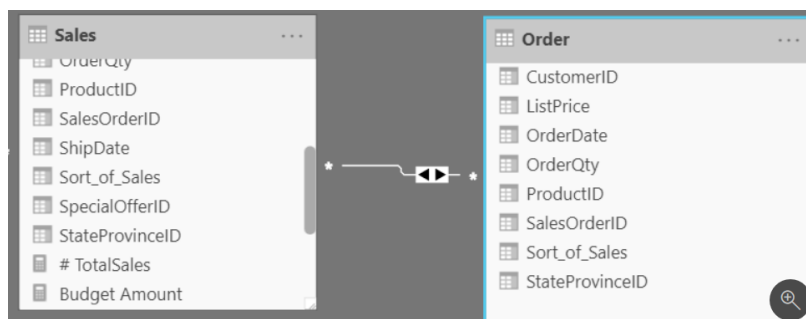 Sales
OrderQty
ProductID
SalesOrderID
ShipDate
Sort_of_Sales
SpecialOfferID
StateProvinceID
# TotalSales
Budget Amount
*
*
Order
CustomerID
ListPrice
OrderDate
OrderQty
ProductID
SalesOrderID
Sort_of_Sales
StateProvinceID